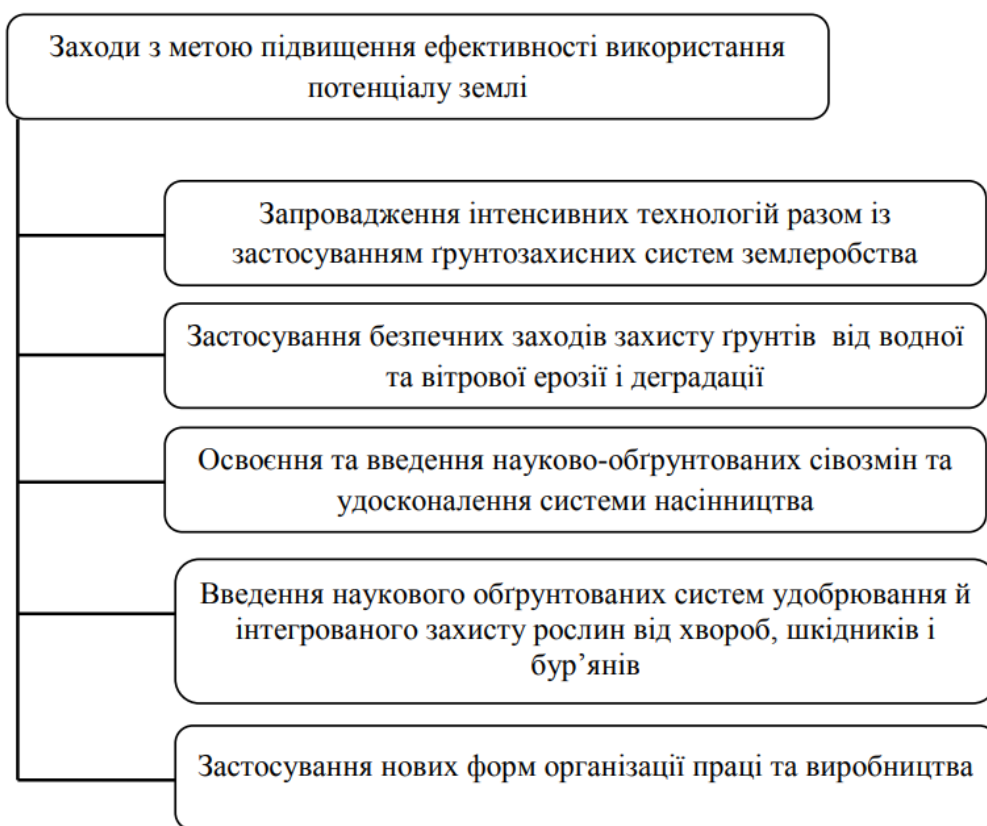 Заходи з метою підвищення ефективності використання
потенціалу землі
Запровадження інтенсивних технологій разом із
застосуванням ґрунтозахисних систем землеробства
Застосування безпечних заходів захисту ґрунтів від водної
та вітрової ерозії і деградації
Освоєння та введення науково-обґрунтованих сівозмін та
удосконалення системи насінництва
Введення наукового обґрунтованих систем удобрювання й
інтегрованого захисту рослин від хвороб, шкідників і
бур’янів
Застосування нових форм організації праці та виробництва